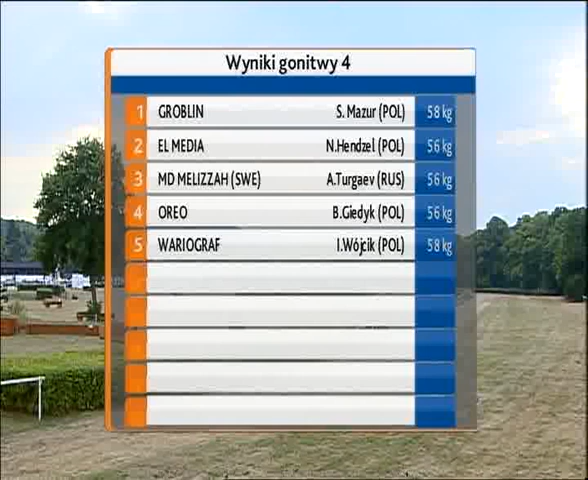 Wyniki gonitwy 4
1 GROBLIN S. Mazur (POL) 58 kg
2 EL MEDIA N.Hendzel (POL) 56 kg
3 MD MELIZZAH (SWE) A.Turgaev (RUS) 56 kg
4 OREO B.Giedyk (POL) 56 kg
5 WARIOGRAF I.Wójcik (POL) 58 kg